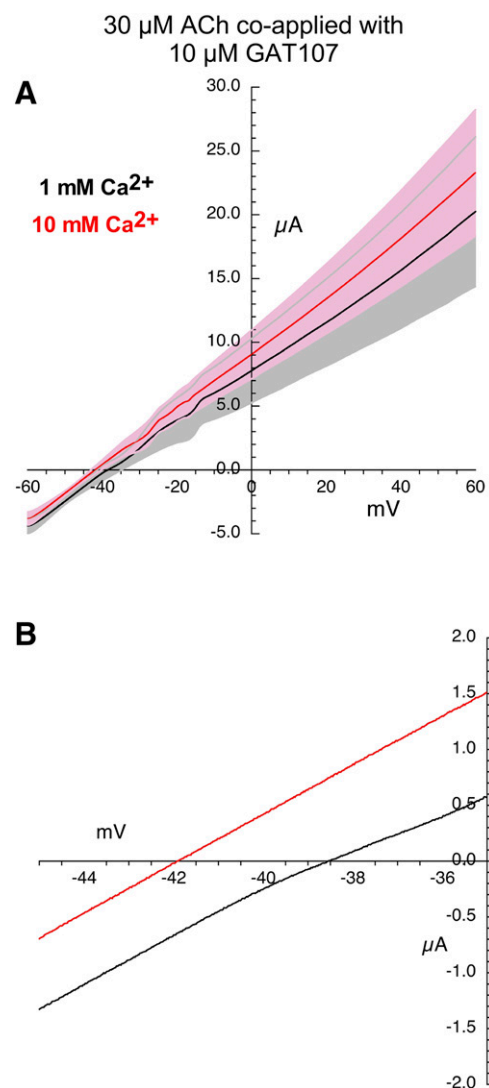 30 µM ACh co-applied with
10 µM GAT107
A
30.0
25.0
1 mM Ca2+
10 mM Ca2+
µA
20.0
15.0
10.0
5.0
0.0
-60 -40 -20 0 20 40 60
mV
-5.0
B
2.0
1.5
1.0
mV
0.5
0.0
-44 -42 -40 -38 -36
-0.5
µA
-1.0
-1.5
-2.0